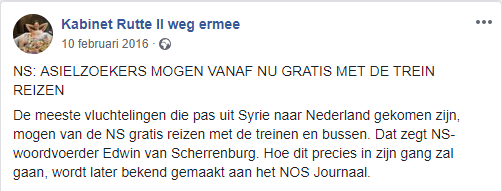 Kabinet Rutte II weg ermee
10 februari 2016 ·
NS: ASIELZOEKERS MOGEN VANAF NU GRATIS MET DE TREIN
REIZEN
De meeste vluchtelingen die pas uit Syrie naar Nederland gekomen zijn,
mogen van de NS gratis reizen met de treinen en bussen. Dat zegt NS-
woordvoerder Edwin van Scherrenburg. Hoe dit precies in zijn gang zal
gaan, wordt later bekend gemaakt aan het NOS Journaal.